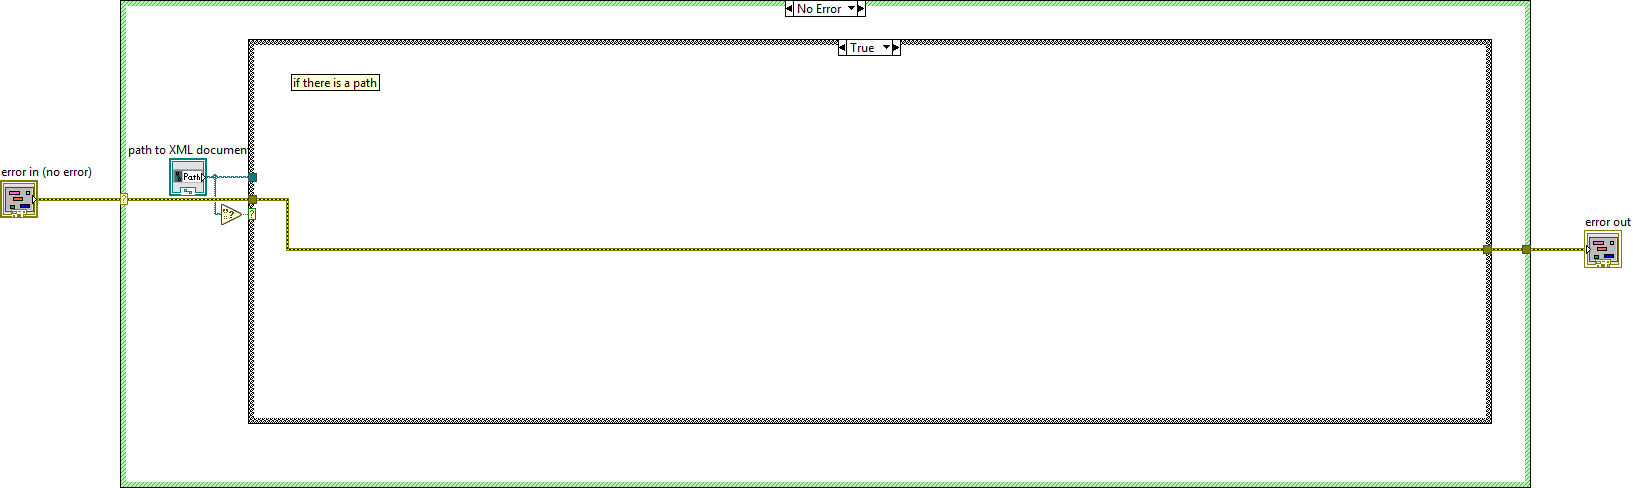 No Error
True
if there is a path
path to XML documen
Path
error in (no error)
?
?
?
error out